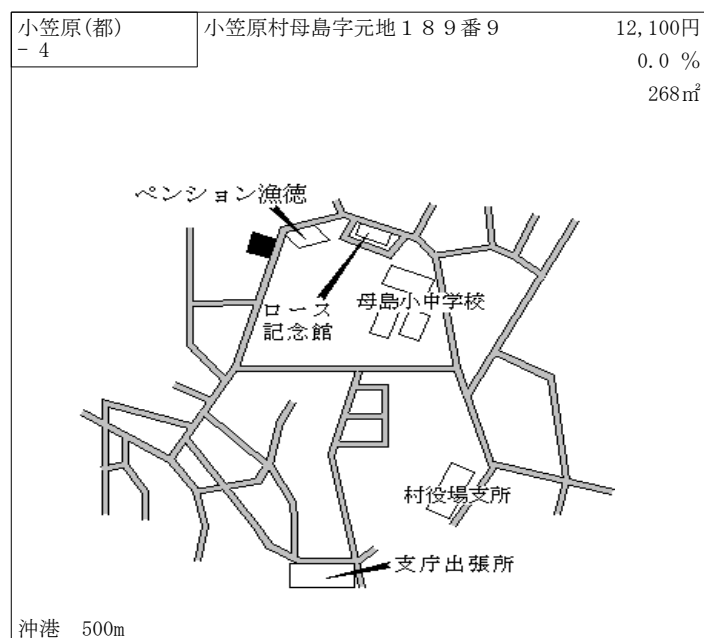 小笠原(都)
－ 4
小笠原村母島字元地１８９番９
12,100円
0.0 %
268㎡
ペンション漁徳
ロース
記念館
母島小中学校
村役場支所
支庁出張所
沖港　500m